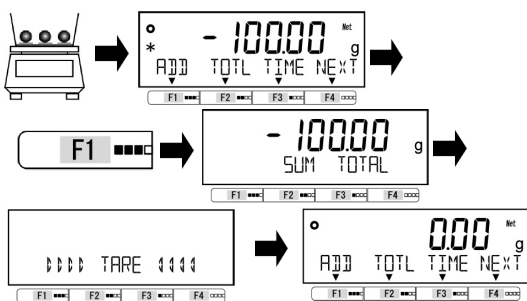 Net
* - 100.00 g
ADD TOTL TIME NEXT
F1 F2 F3 F4
F1
- 100.00 g
SUM TOTAL
F1 F2 F3 F4
TARE
F1 F2 F3 F4
Net
0.00 g
ADD TOTL TIME NEXT
F1 F2 F3 F4